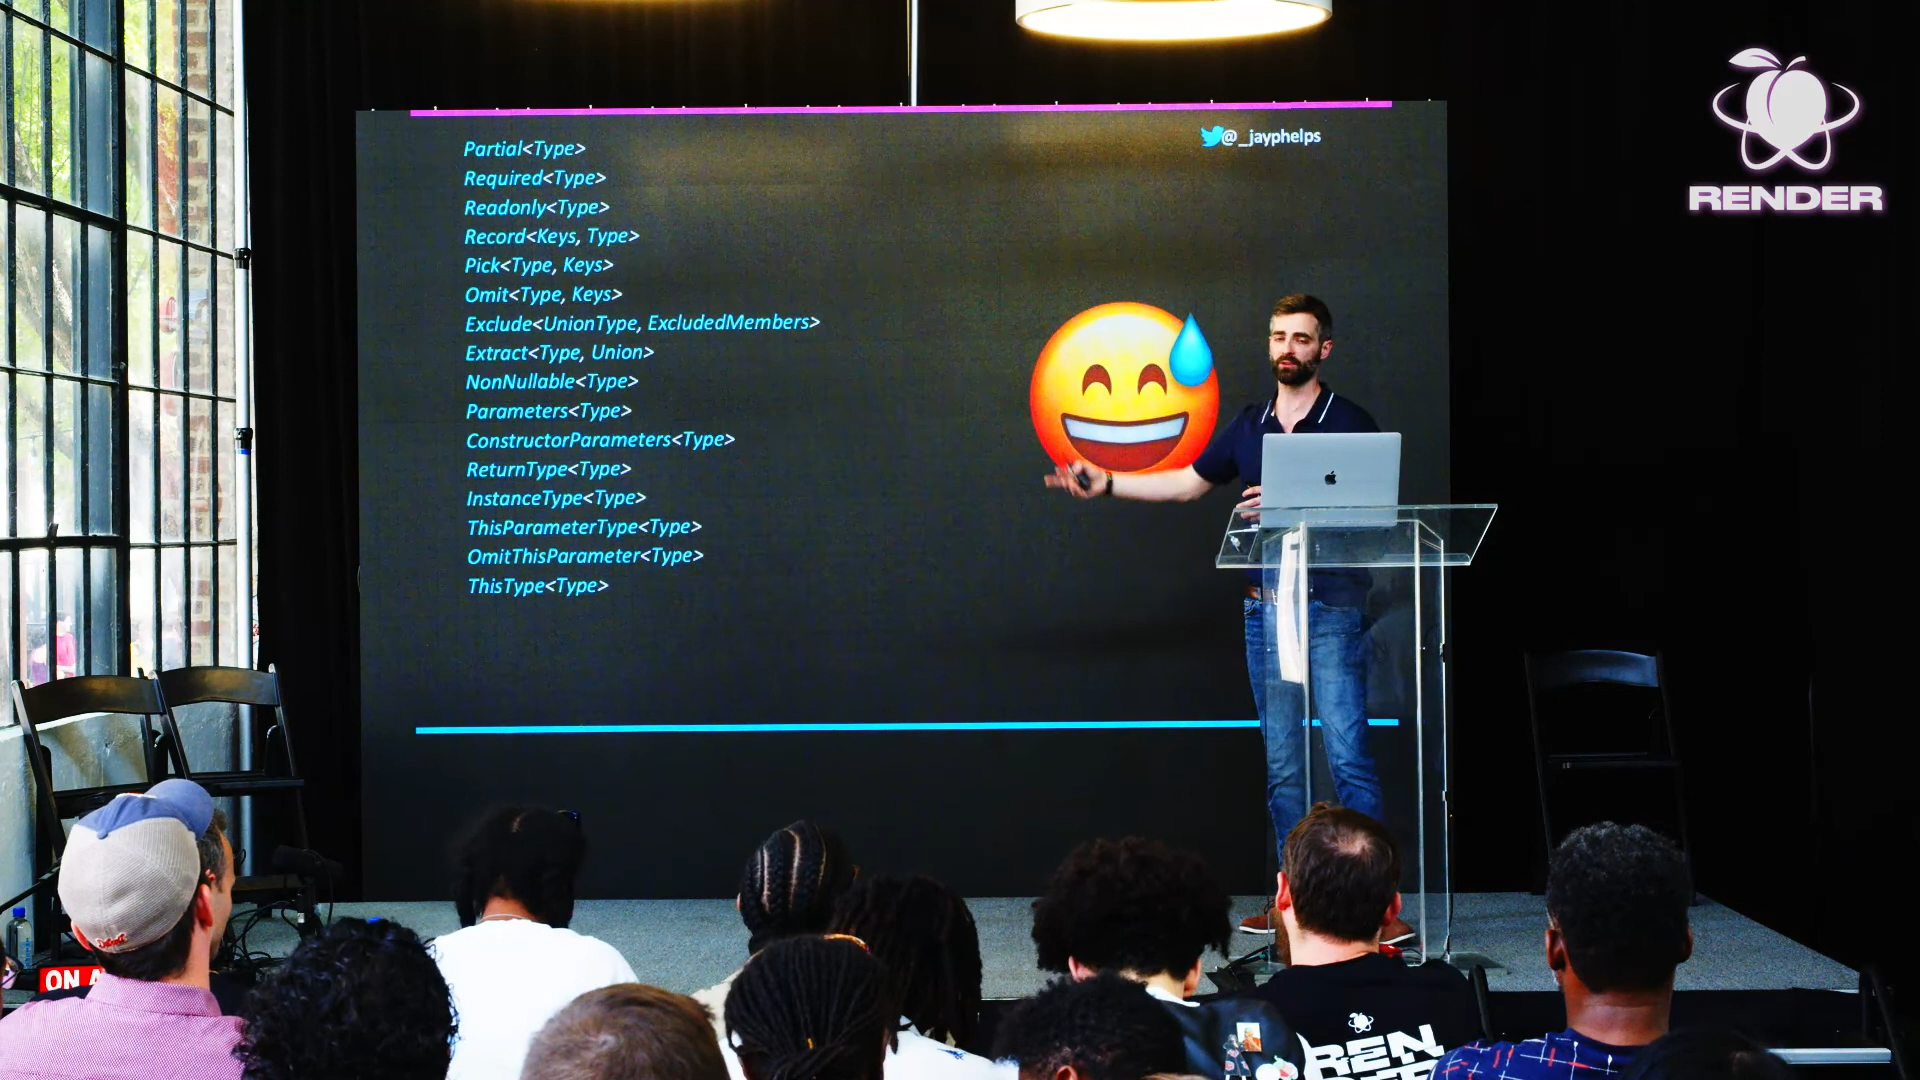 Partial<Type>
Required<Type>
Readonly<Type>
Record<Keys, Type>
Pick<Type, Keys>
Omit<Type, Keys>
Exclude<UnionType, ExcludedMembers>
Extract<Type, Union>
NonNullable<Type>
Parameters<Type>
ConstructorParameters<Type>
ReturnType<Type>
InstanceType<Type>
ThisParameterType<Type>
OmitThisParameter<Type>
ThisType<Type>
@_jayphelps
RENDER
ON A
REN